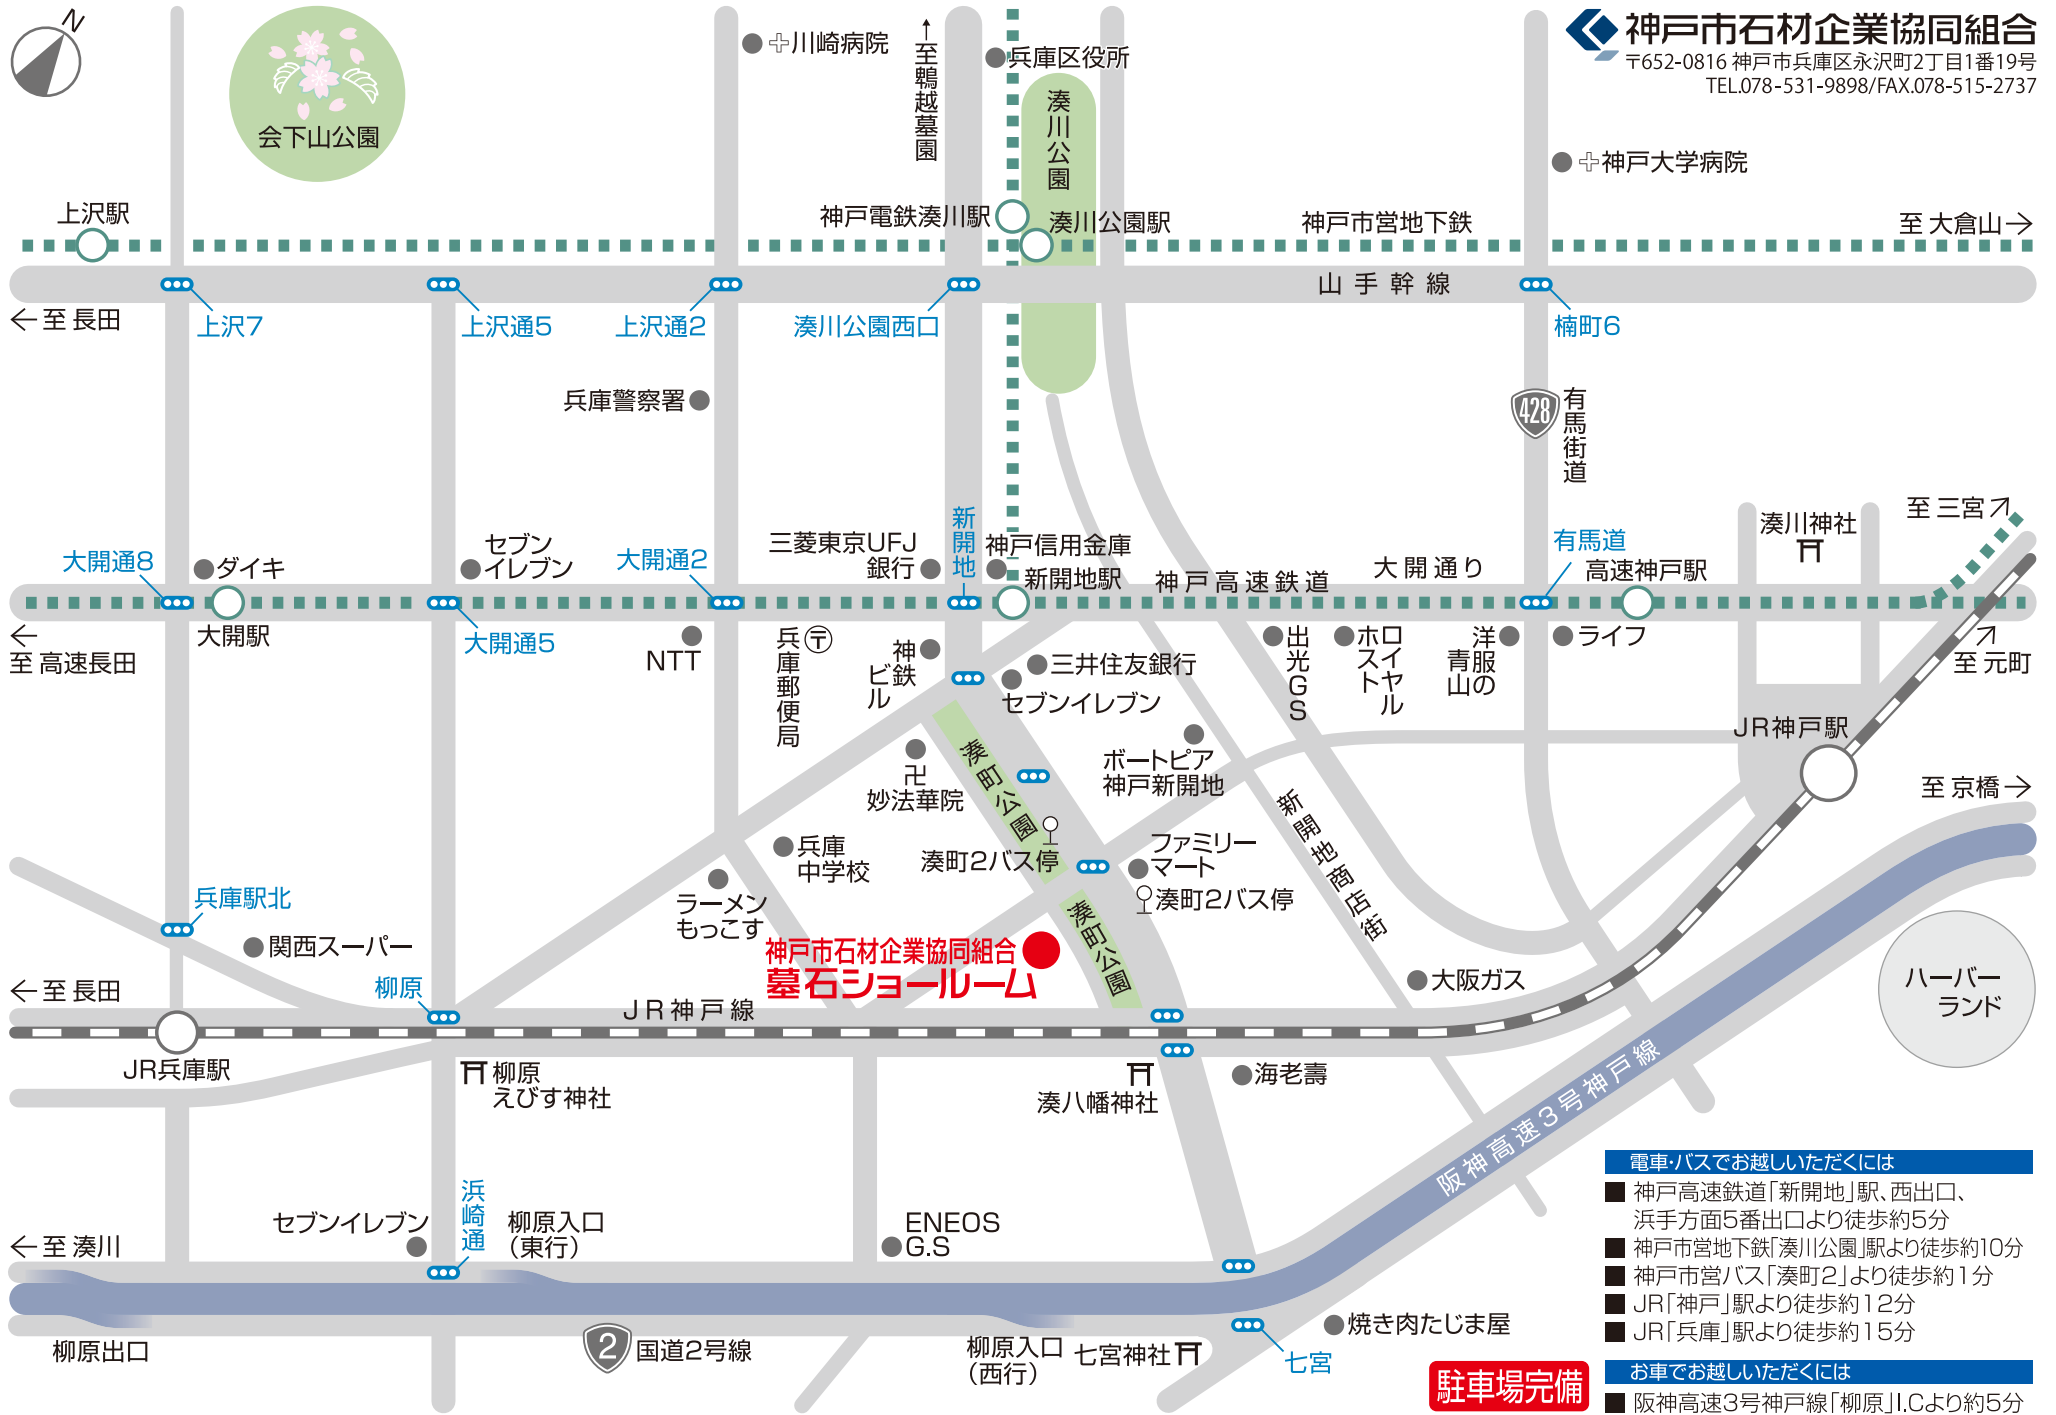 N
会下山公園
川崎病院
↑至鵯越墓園
兵庫区役所
湊川公園
神戸市石材企業協同組合
〒652-0816 神戸市兵庫区永沢町2丁目1番19号
TEL.078-531-9898/FAX.078-515-2737
神戸大学病院
上沢駅
神戸電鉄湊川駅
湊川公園駅
神戸市営地下鉄
至 大倉山→
山手幹線
←至 長田
上沢7
上沢通5
上沢通2
湊川公園西口
楠町6
兵庫警察署
428
有馬街道
大開通8
ダイキ
セブン
イレブン
大開通2
三菱東京UFJ
銀行
新開地
神戸信用金庫
新開地駅
神戸高速鉄道
大開通り
有馬道
高速神戸駅
湊川神社
至 三宮↗
←
至 高速長田
大開駅
大開通5
NTT
兵庫郵便局
〒
神鉄
ビル
三井住友銀行
セブンイレブン
出光GS
ロイヤル
ホスト
洋服の
青山
ライフ
↗
至 元町
JR神戸駅
卍
妙法華院
湊町公園
ボートピア
神戸新開地
至 京橋→
兵庫
中学校
湊町2バス停
ファミリー
マート
湊町2バス停
新開地商店街
ラーメン
もっこす
兵庫駅北
関西スーパー
神戸市石材企業協同組合
墓石ショールーム
湊町公園
大阪ガス
ハーバー
ランド
←至 長田
柳原
JR神戸線
JR兵庫駅
柳原
えびす神社
湊八幡神社
海老壽
阪神高速3号神戸線
セブンイレブン
浜崎通
柳原入口
(東行)
ENEOS
G.S
←至 湊川
柳原出口
2
国道2号線
柳原入口
(西行)
七宮神社
七宮
焼き肉たじま屋
電車・バスでお越しいただくには
■ 神戸高速鉄道「新開地」駅、西出口、
浜手方面5番出口より徒歩約5分
■ 神戸市営地下鉄「湊川公園」駅より徒歩約10分
■ 神戸市営バス「湊町2」より徒歩約1分
■ JR「神戸」駅より徒歩約12分
■ JR「兵庫」駅より徒歩約15分
駐車場完備
お車でお越しいただくには
■ 阪神高速3号神戸線「柳原」I.Cより約5分